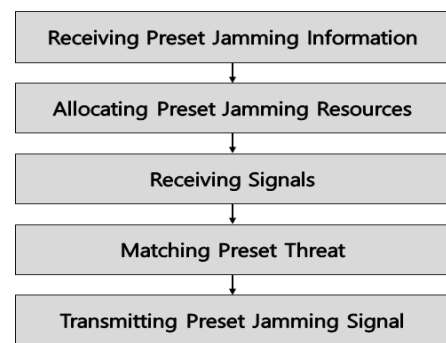 Receiving Preset Jamming Information
Allocating Preset Jamming Resources
Receiving Signals
Matching Preset Threat
Transmitting Preset Jamming Signal